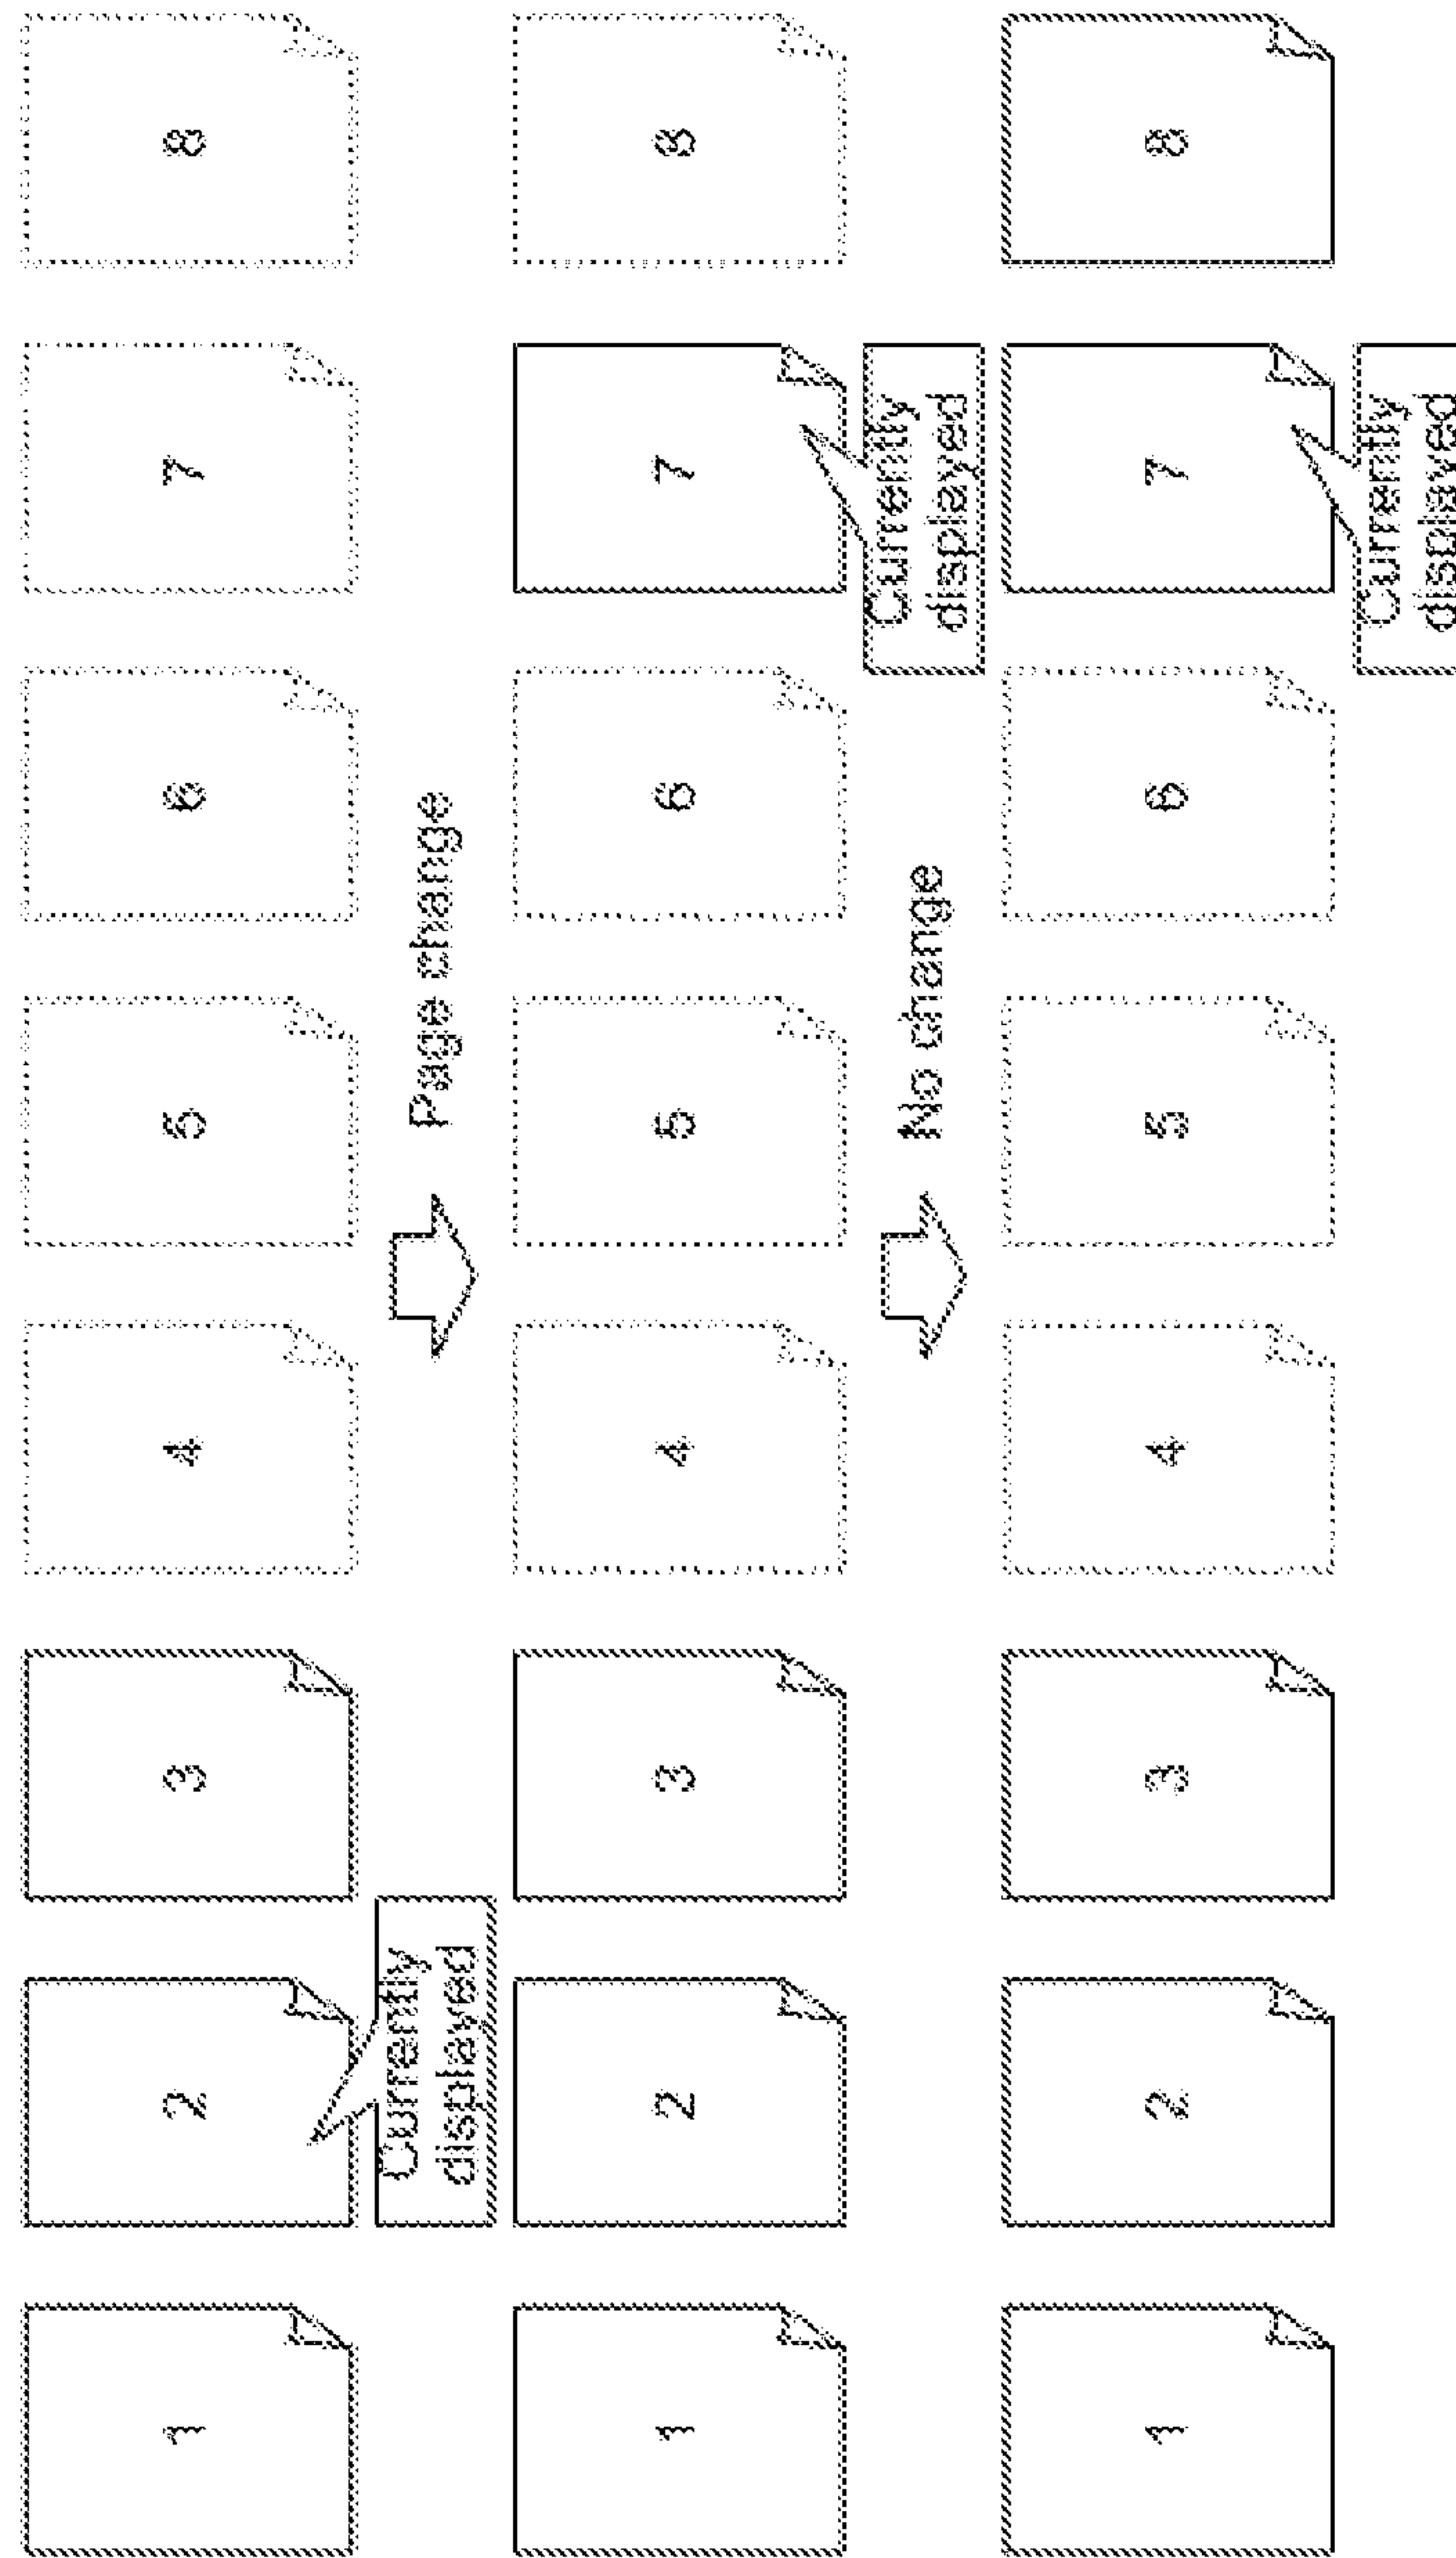 1 2 3 4 5 6 7 8
Currently
displayed
Page change
1 2 3 4 5 6 7 8
No change
Currently
displayed
1 2 3 4 5 6 7 8
Currently
displayed